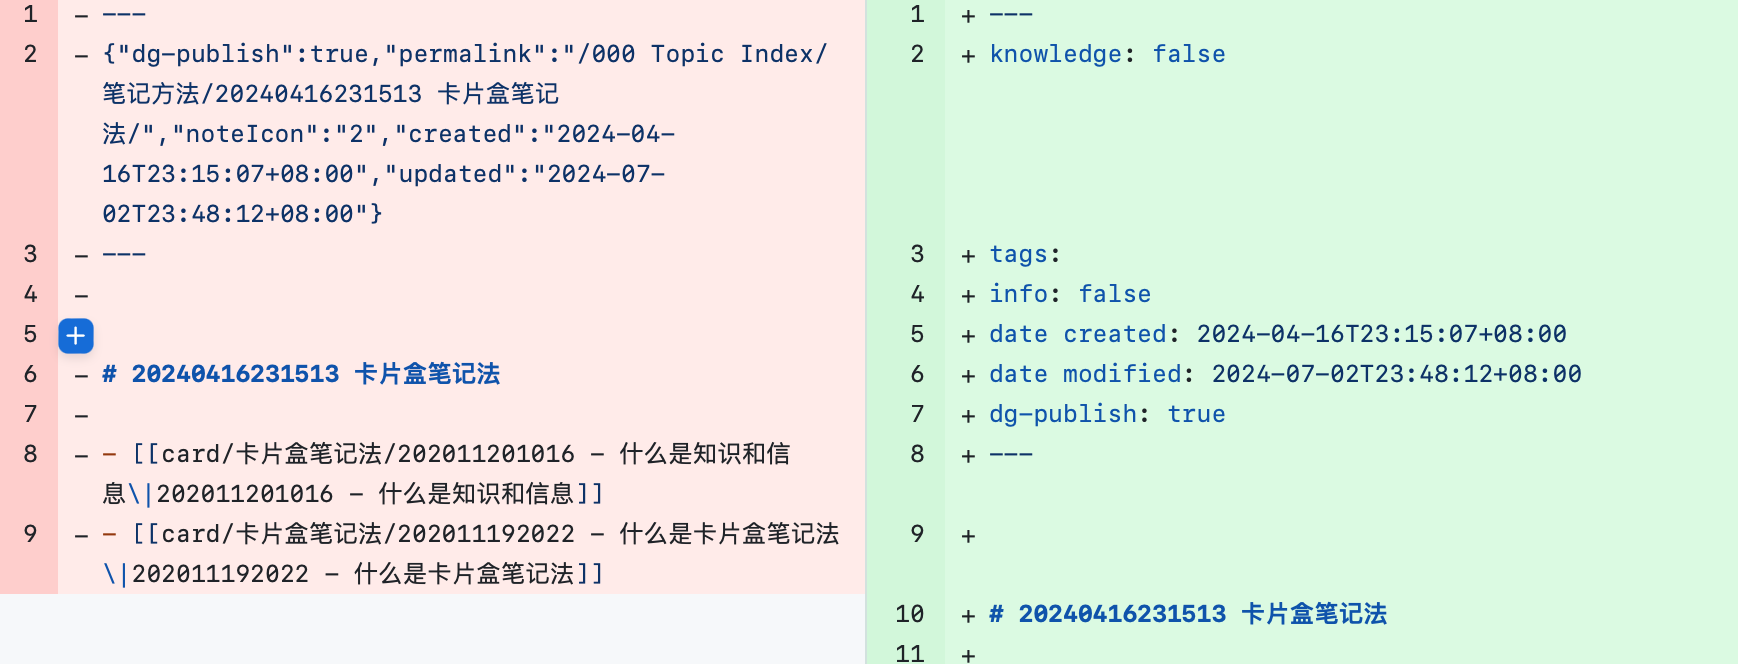 1 – ---
2 – {"dg-publish":true,"permalink":"/000 Topic Index/
笔记方法/20240416231513 卡片盒笔记
法/","noteIcon":"2","created":"2024-04-
16T23:15:07+08:00","updated":"2024-07-
02T23:48:12+08:00"}
3 – ---
4 –
5 +
6 – # 20240416231513 卡片盒笔记法
7 –
8 – - [[card/卡片盒笔记法/202011201016 - 什么是知识和信
息\|202011201016 - 什么是知识和信息]]
9 – - [[card/卡片盒笔记法/202011192022 - 什么是卡片盒笔记法
\|202011192022 - 什么是卡片盒笔记法]]
1 + ---
2 + knowledge: false
3 + tags:
4 + info: false
5 + date created: 2024-04-16T23:15:07+08:00
6 + date modified: 2024-07-02T23:48:12+08:00
7 + dg-publish: true
8 + ---
9 +
10 + # 20240416231513 卡片盒笔记法
11 +